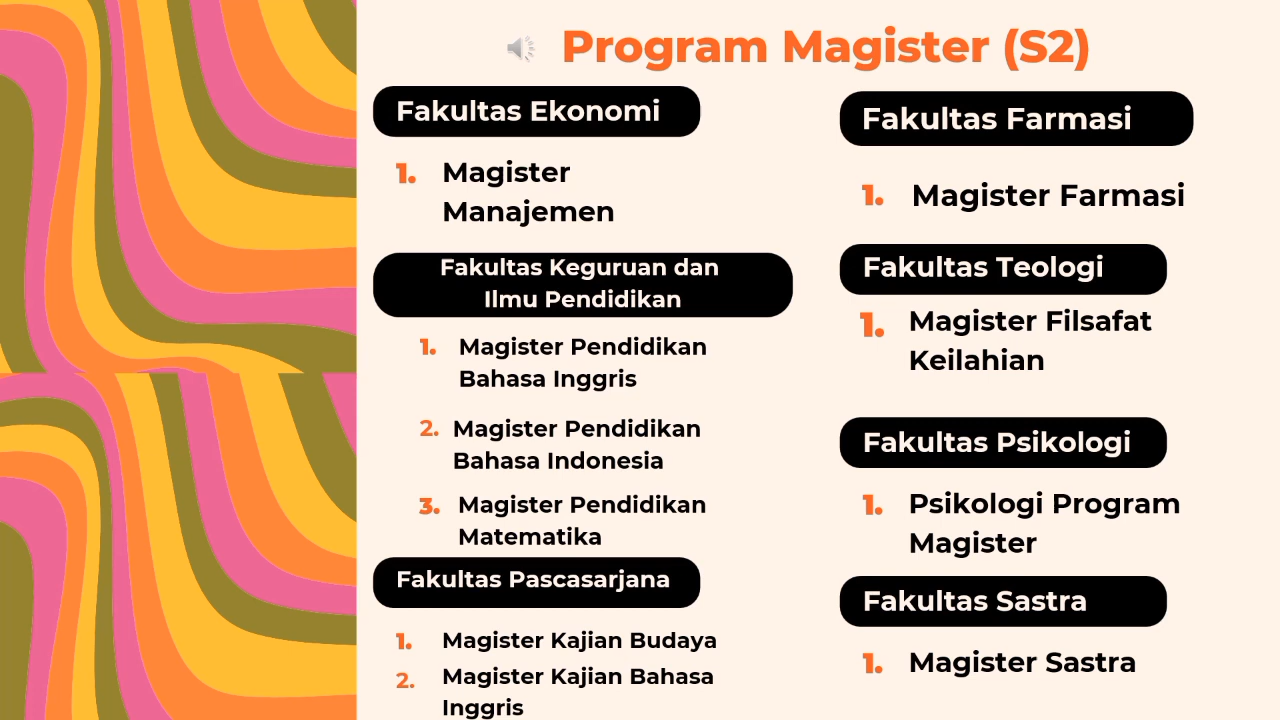 Program Magister (S2)
Fakultas Ekonomi
1. Magister
Manajemen
Fakultas Keguruan dan
Ilmu Pendidikan
1. Magister Pendidikan
Bahasa Inggris
2. Magister Pendidikan
Bahasa Indonesia
3. Magister Pendidikan
Matematika
Fakultas Pascasarjana
1. Magister Kajian Budaya
2. Magister Kajian Bahasa
Inggris
Fakultas Farmasi
1. Magister Farmasi
Fakultas Teologi
1. Magister Filsafat
Keilahian
Fakultas Psikologi
1. Psikologi Program
Magister
Fakultas Sastra
1. Magister Sastra